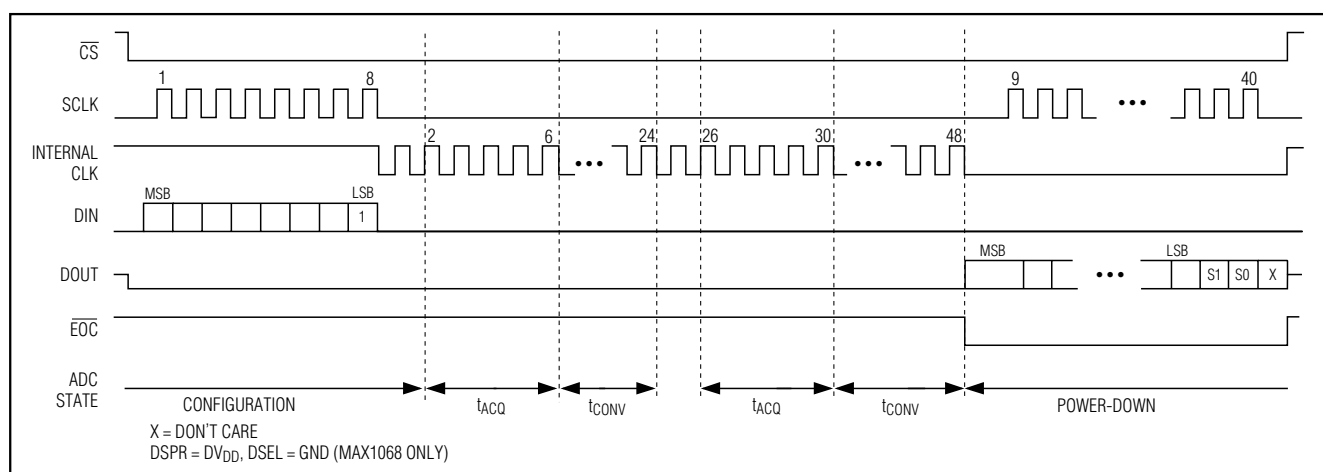 CS
1 8 9 40
SCLK
2 6 24 26 30 48
INTERNAL
CLK
MSB LSB
DIN 1
MSB LSB
DOUT S1 S0 X
EOC
ADC
STATE
CONFIGURATION tACQ tCONV tACQ tCONV POWER-DOWN
X = DON'T CARE
DSPR = DVDD, DSEL = GND (MAX1068 ONLY)